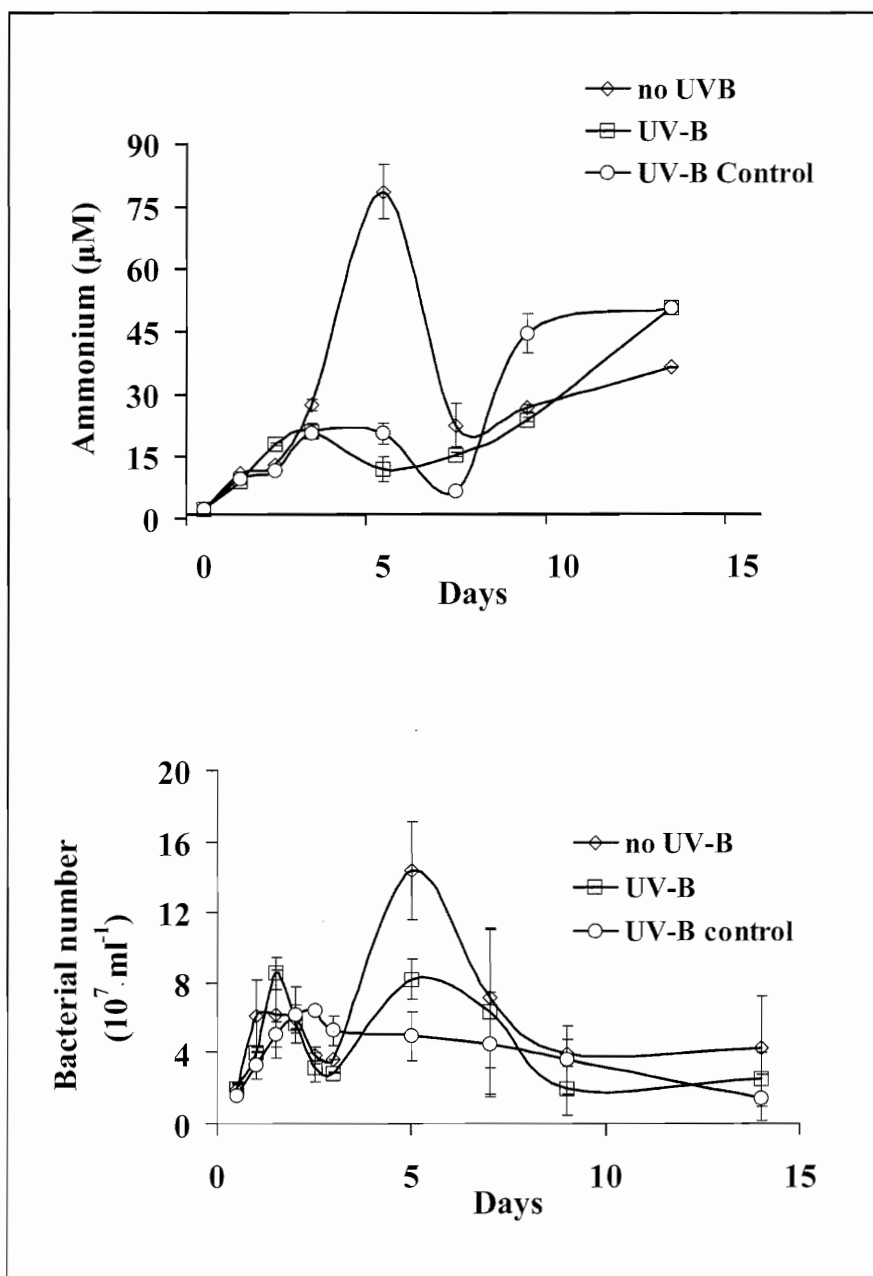 no UVB
UV-B
UV-B Control
Ammonium (µM)
90
75
60
45
30
15
0
0 5 10 15
Days
Bacterial number
(10⁷.ml⁻¹)
20
16
12
8
4
0
no UV-B
UV-B
UV-B control
0 5 10 15
Days